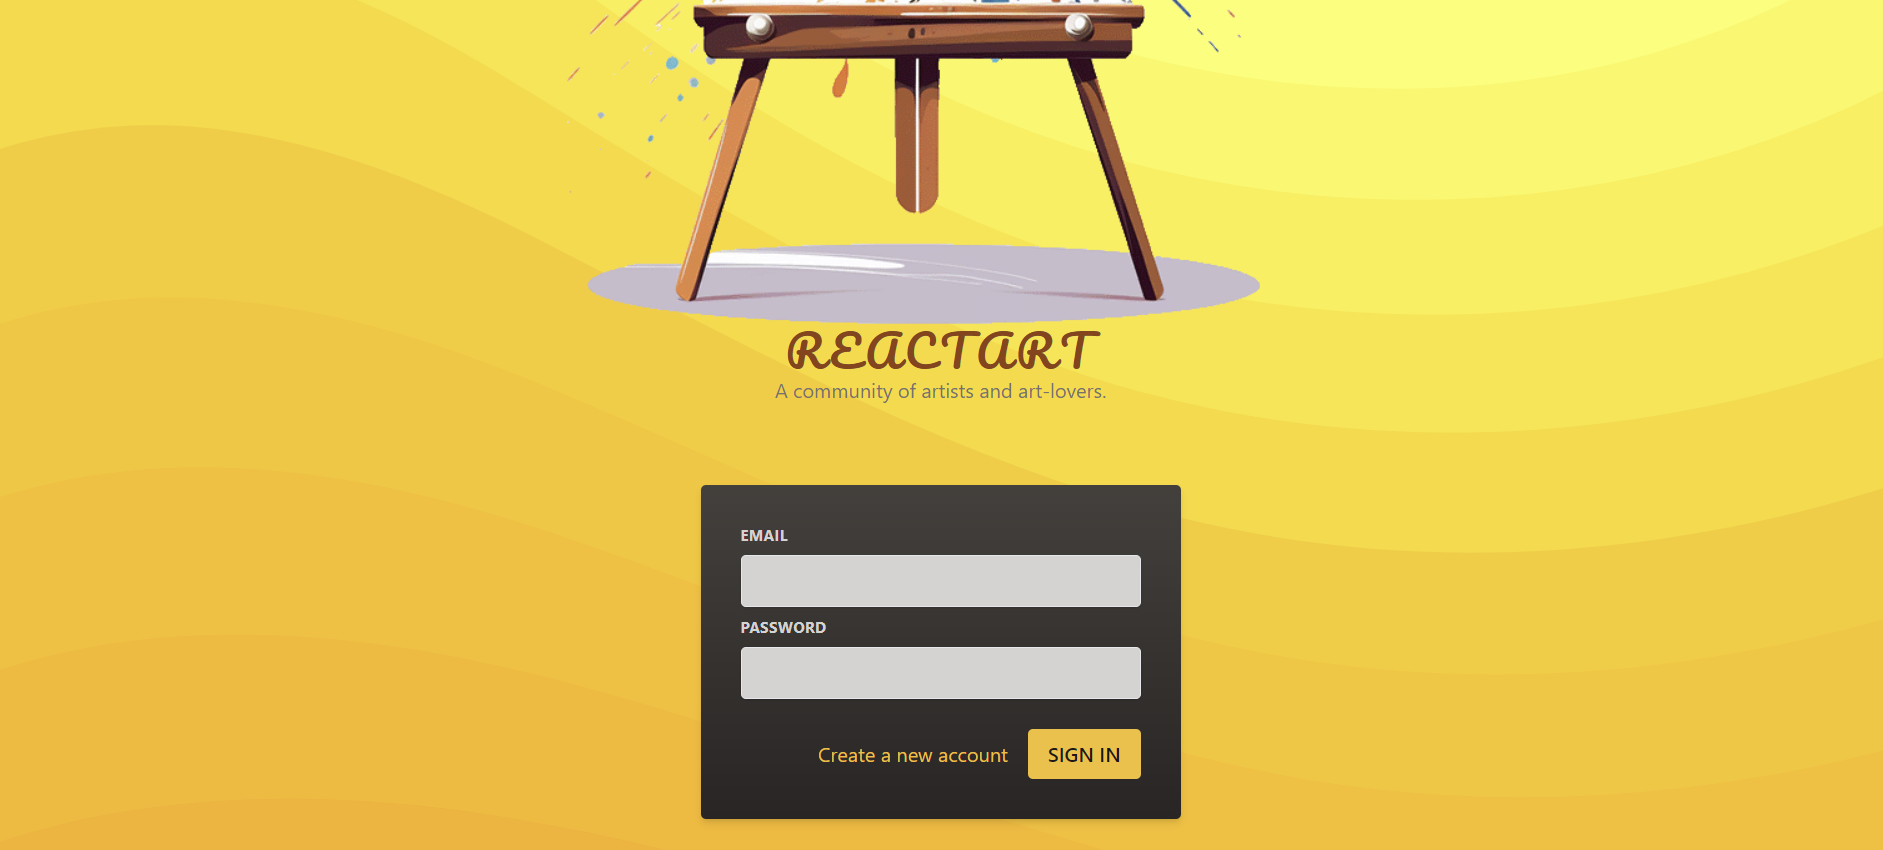 REACTART
A community of artists and art-lovers.
EMAIL
PASSWORD
Create a new account
SIGN IN